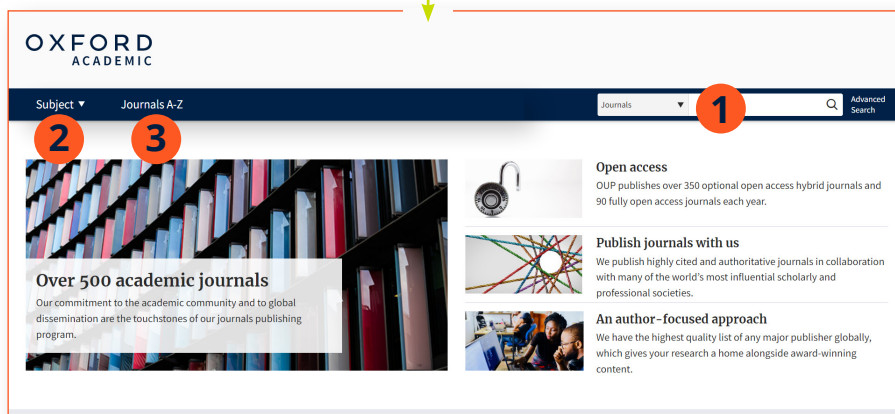 OXFORD
ACADEMIC
Subject ▼
Journals A-Z
Journals ▼
1
Advanced
Search
2
3
Over 500 academic journals
Our commitment to the academic community and to global
dissemination are the touchstones of our journals publishing
program.
Open access
OUP publishes over 350 optional open access hybrid journals and
90 fully open access journals each year.
Publish journals with us
We publish highly cited and authoritative journals in collaboration
with many of the world's most influential scholarly and
professional societies.
An author-focused approach
We have the highest quality list of any major publisher globally,
which gives your research a home alongside award-winning
content.